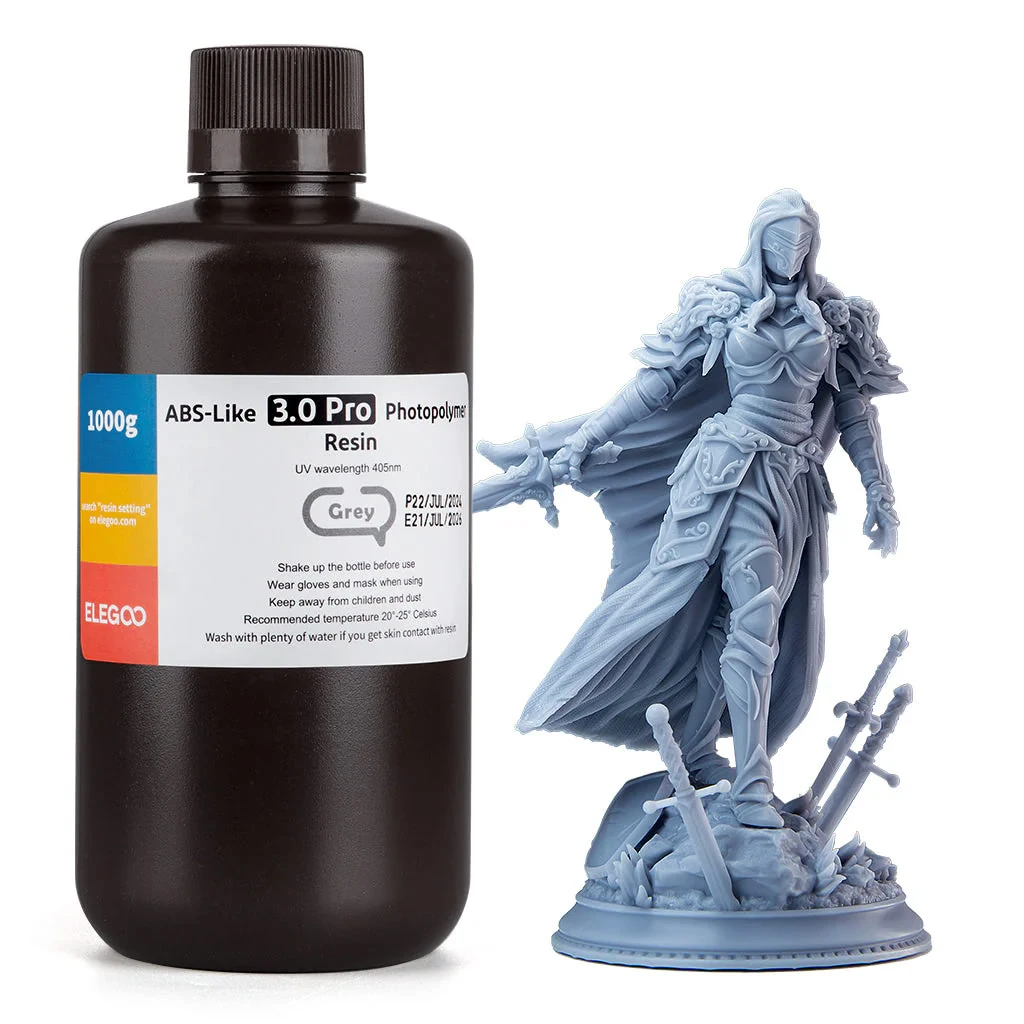 1000g
search "resin setting"
on elegoo.com
ELEGOO
ABS-Like 3.0 Pro Photopolymer
Resin
UV wavelength 405nm
Grey
P22/JUL/2024
E21/JUL/2026
Shake up the bottle before use
Wear gloves and mask when using
Keep away from children and dust
Recommended temperature 20°-25° Celsius
Wash with plenty of water if you get skin contact with resin